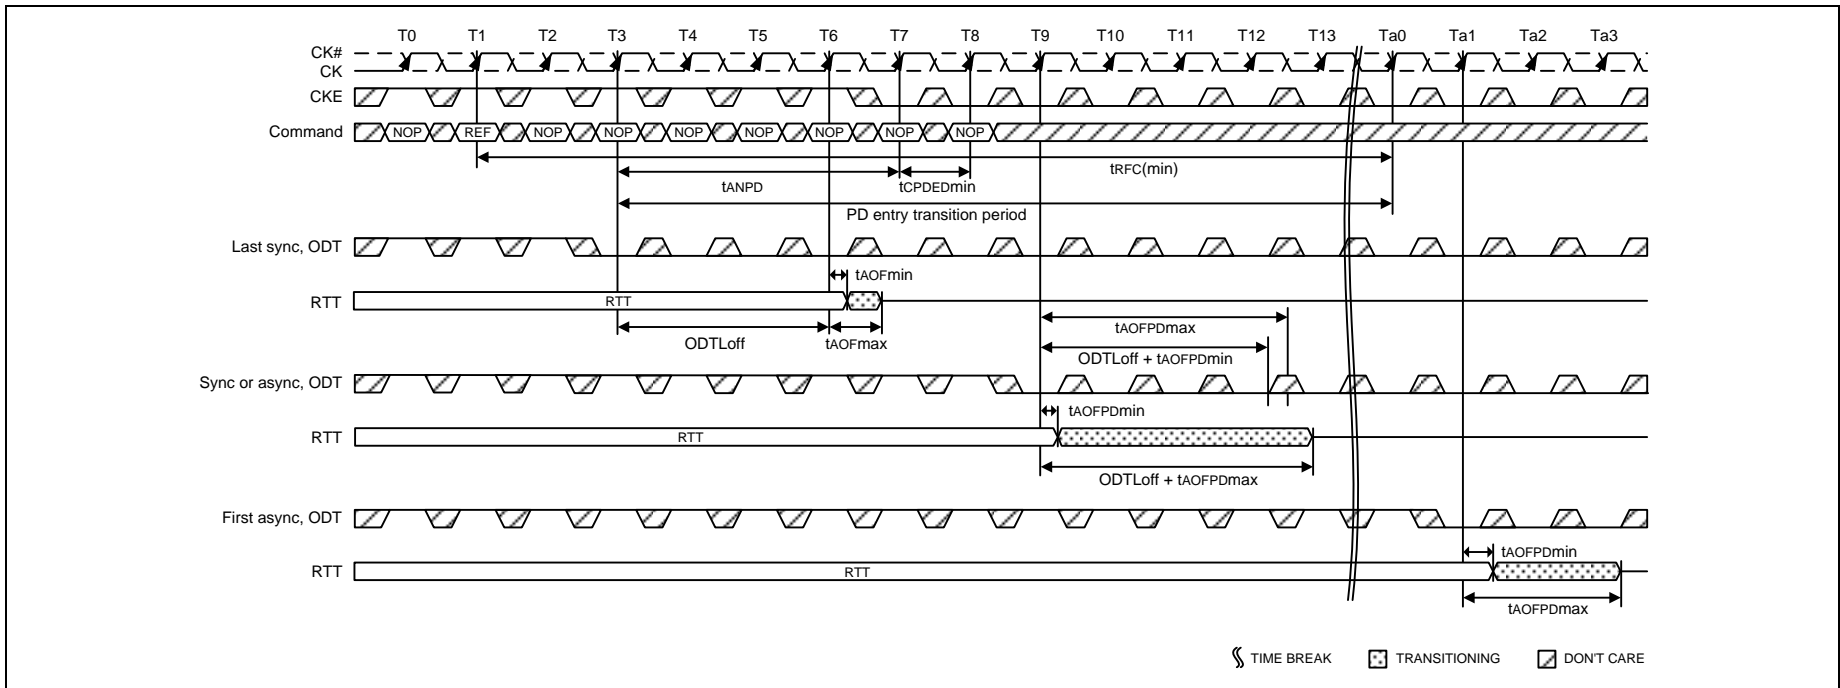 T0 T1 T2 T3 T4 T5 T6 T7 T8 T9 T10 T11 T12 T13 Ta0 Ta1 Ta2 Ta3
CK#
CK
CKE
Command NOP REF NOP NOP NOP NOP NOP NOP NOP
tRFC(min)
tANPD tCPDEDmin
PD entry transition period
Last sync, ODT
tAOFmin
RTT RTT
tAOFPDmax
ODTLoff tAOFmax
ODTLoff + tAOFPDmin
Sync or async, ODT
tAOFPDmin
RTT RTT
ODTLoff + tAOFPDmax
First async, ODT
tAOFPDmin
RTT RTT
tAOFPDmax
TIME BREAK TRANSITIONING DON'T CARE